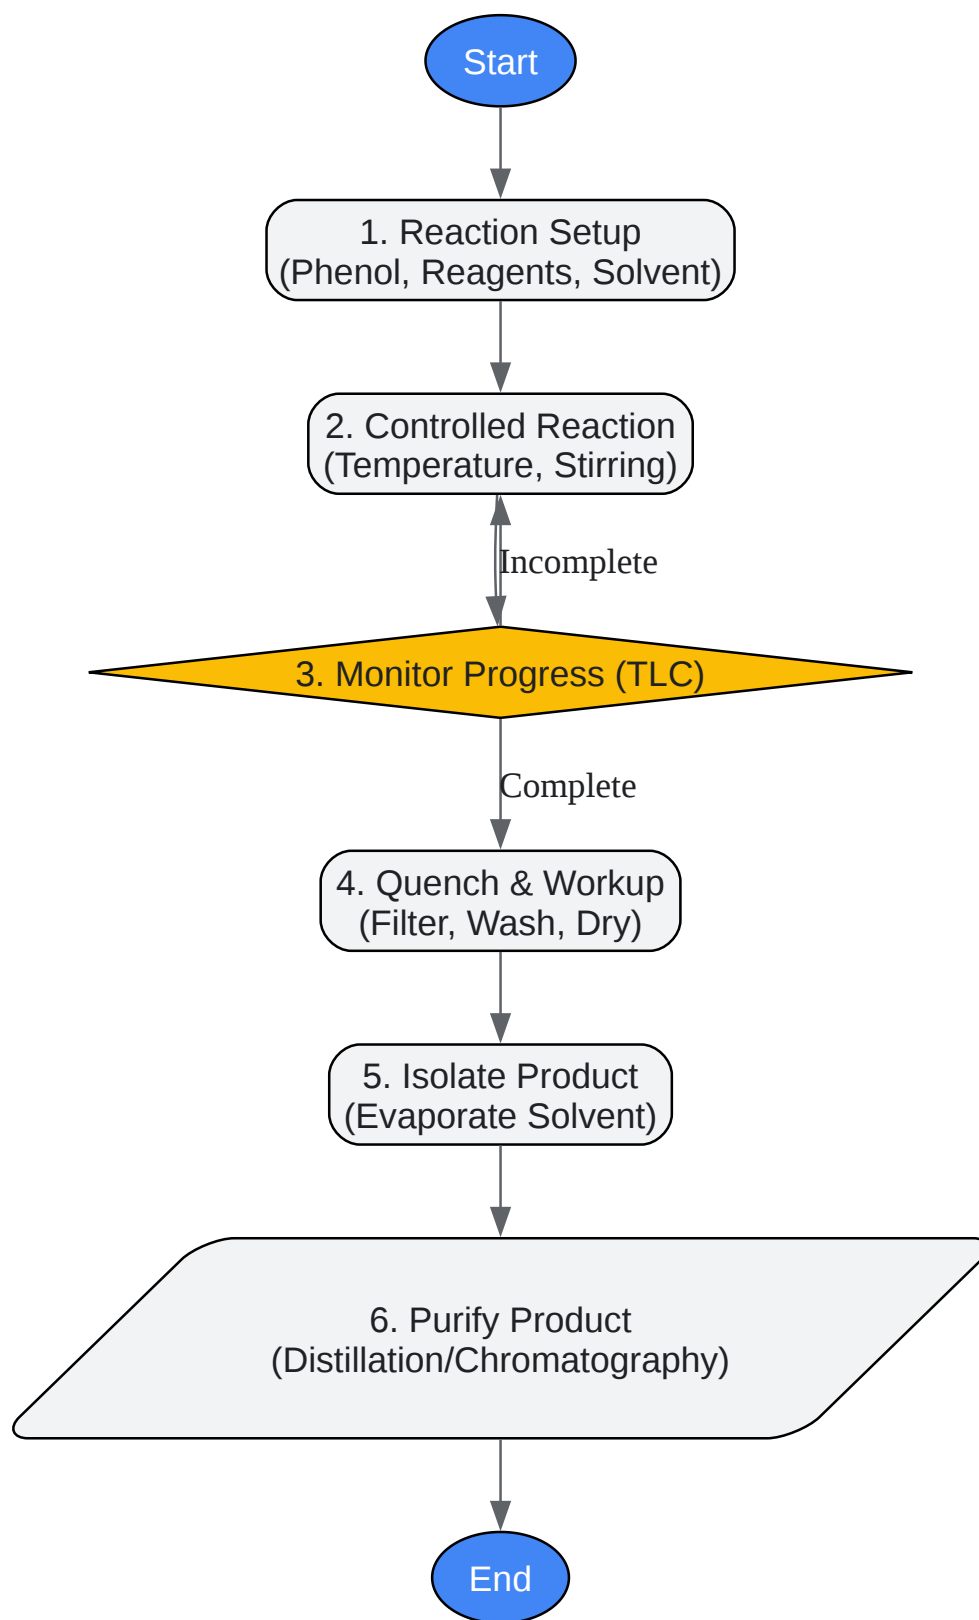 Start
1. Reaction Setup
(Phenol, Reagents, Solvent)
2. Controlled Reaction
(Temperature, Stirring)
Incomplete
3. Monitor Progress (TLC)
Complete
4. Quench & Workup
(Filter, Wash, Dry)
5. Isolate Product
(Evaporate Solvent)
6. Purify Product
(Distillation/Chromatography)
End